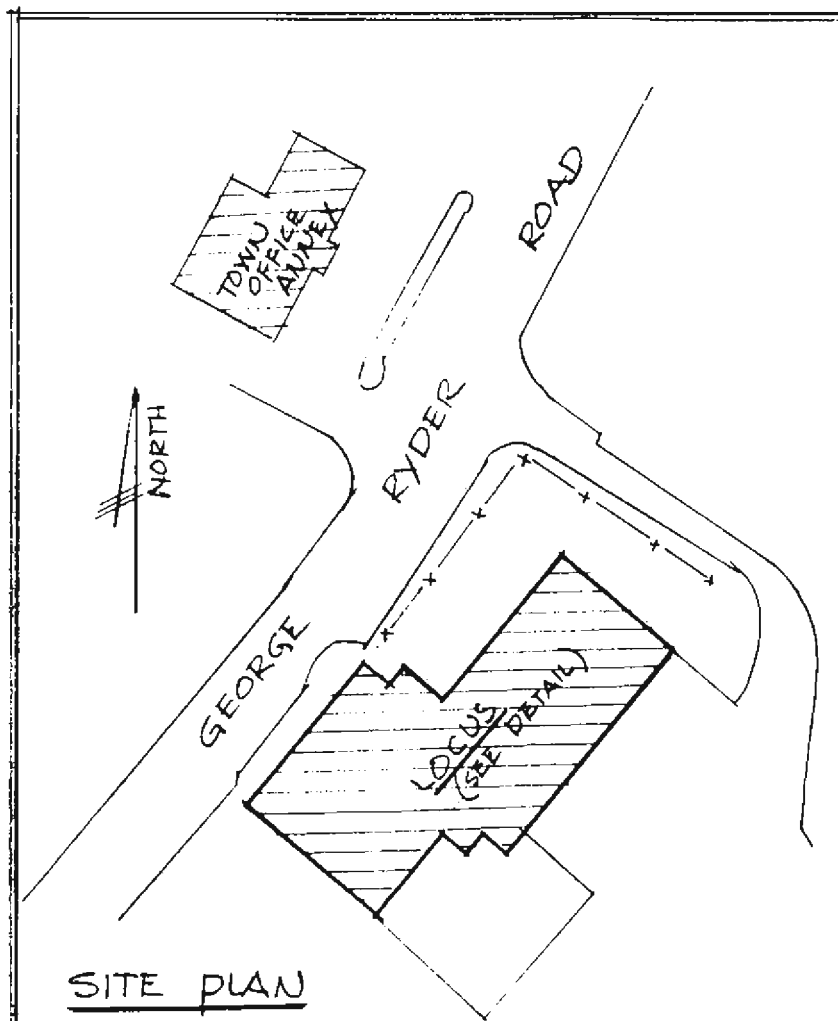 TOWN
OFFICE
ANNEX
GEORGE RYDER ROAD
NORTH
LOCUS
(SEE DETAIL)
SITE PLAN